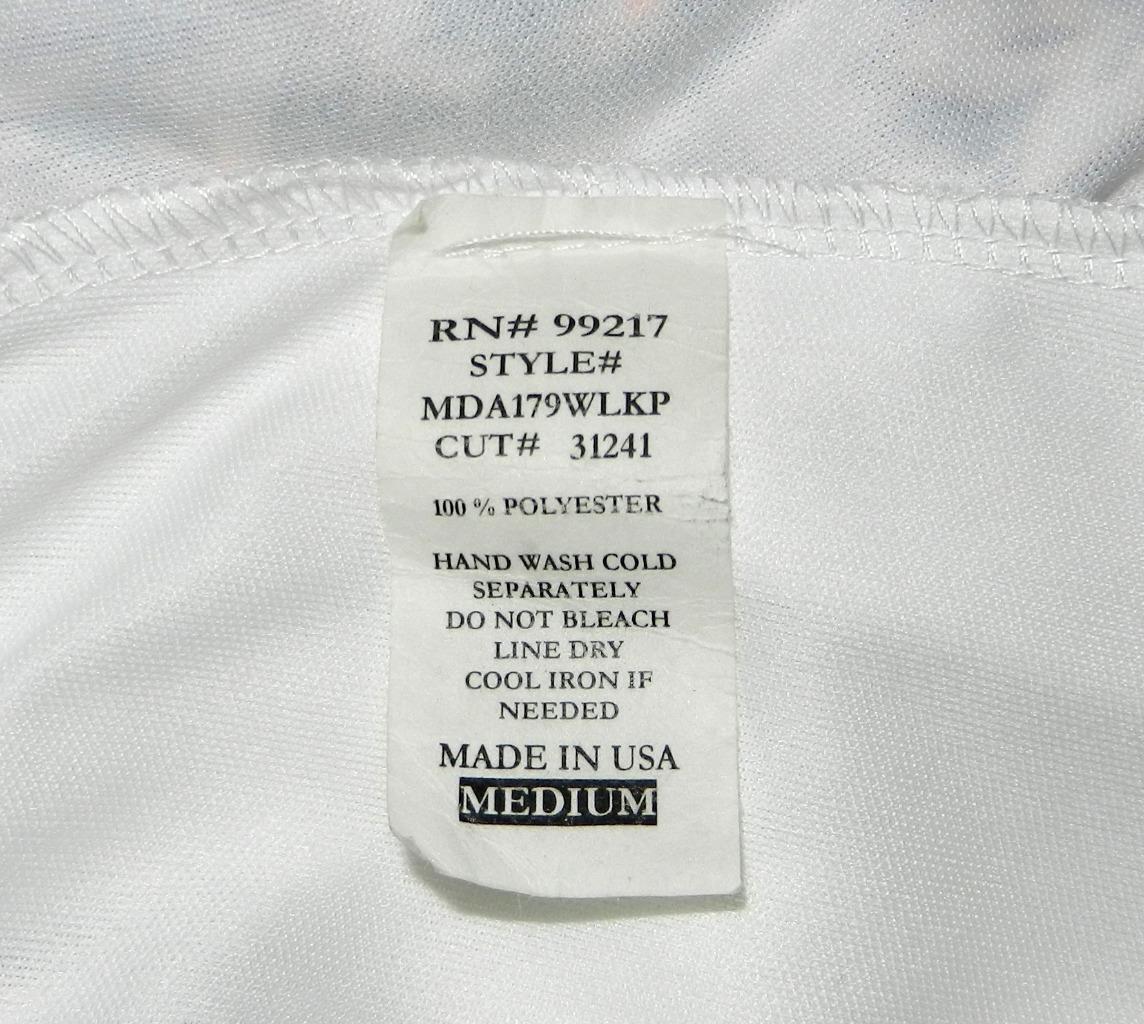 RN# 99217
STYLE#
MDA179WLKP
CUT# 31241
100 % POLYESTER
HAND WASH COLD
SEPARATELY
DO NOT BLEACH
LINE DRY
COOL IRON IF
NEEDED
MADE IN USA
MEDIUM